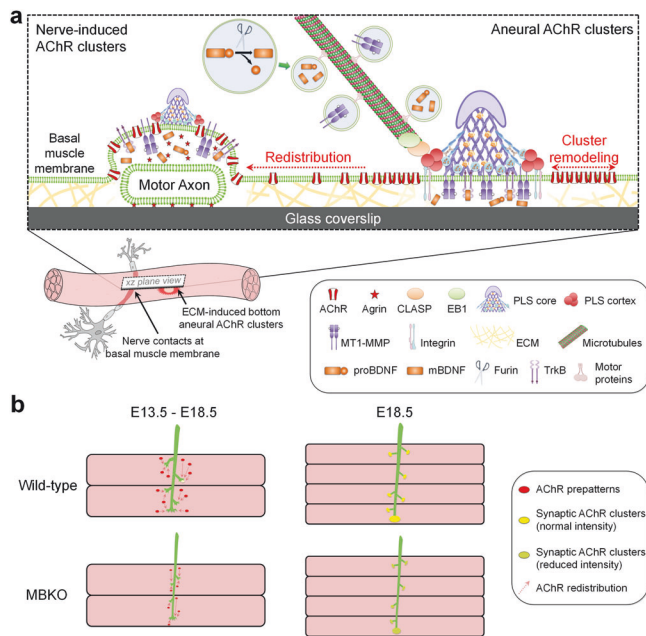 a
Nerve-induced
AChR clusters
Aneural AChR
clusters
Basal
muscle
membrane
Redistribution
Cluster
remodeling
Motor Axon
Glass coverslip
xz plane view
ECM-induced bottom
aneural AChR clusters
Nerve contacts at
basal muscle membrane
AChR Agrin CLASP EB1 PLS core PLS cortex
MT1-MMP Integrin ECM Microtubules
proBDNF mBDNF Furin TrkB Motor
proteins
b
E13.5 - E18.5 E18.5
Wild-type
MBKO
AChR prepatterns
Synaptic AChR clusters
(normal intensity)
Synaptic AChR clusters
(reduced intensity)
AChR redistribution